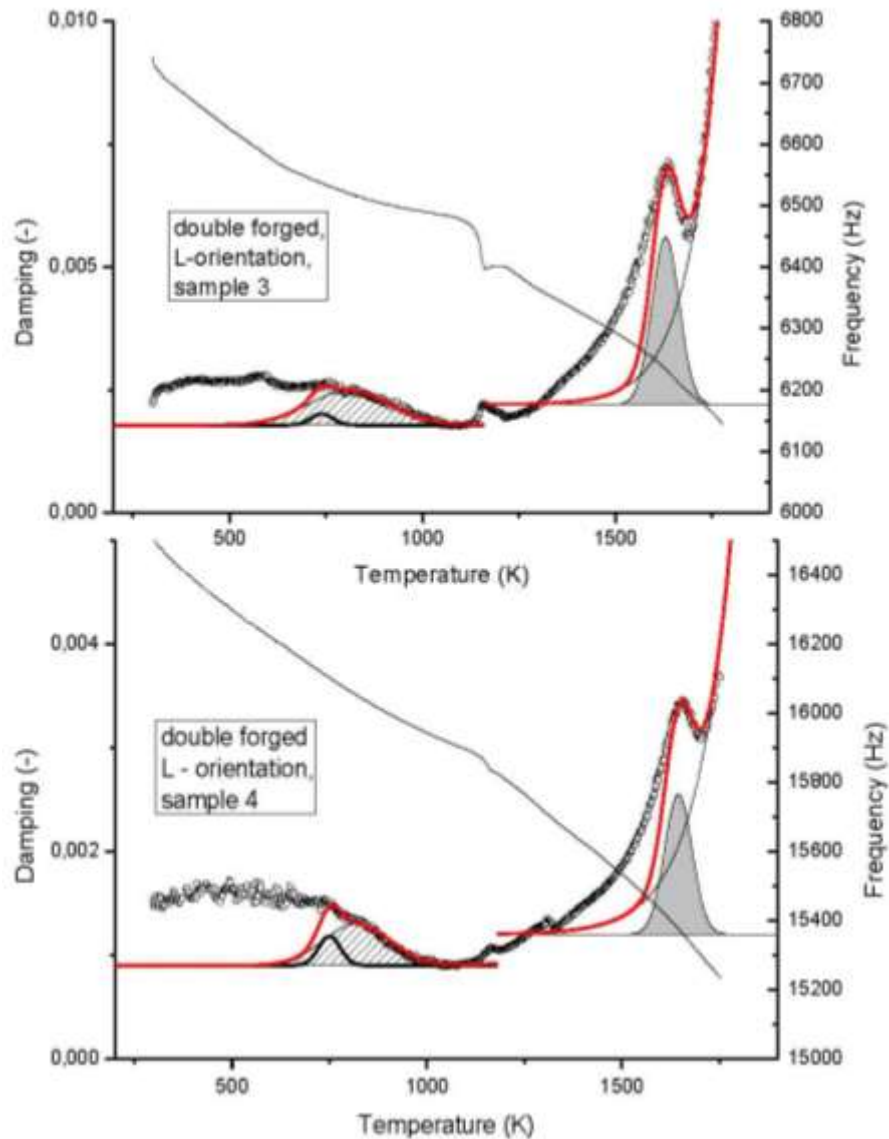 0,010
0,005
0,000
Damping (-)
6800
6700
6600
6500
6400
6300
6200
6100
6000
Frequency (Hz)
double forged,
L-orientation,
sample 3
500
1000
1500
Temperature (K)
0,004
0,002
0,000
Damping (-)
16400
16200
16000
15800
15600
15400
15200
15000
Frequency (Hz)
double forged
L - orientation,
sample 4
500
1000
1500
Temperature (K)